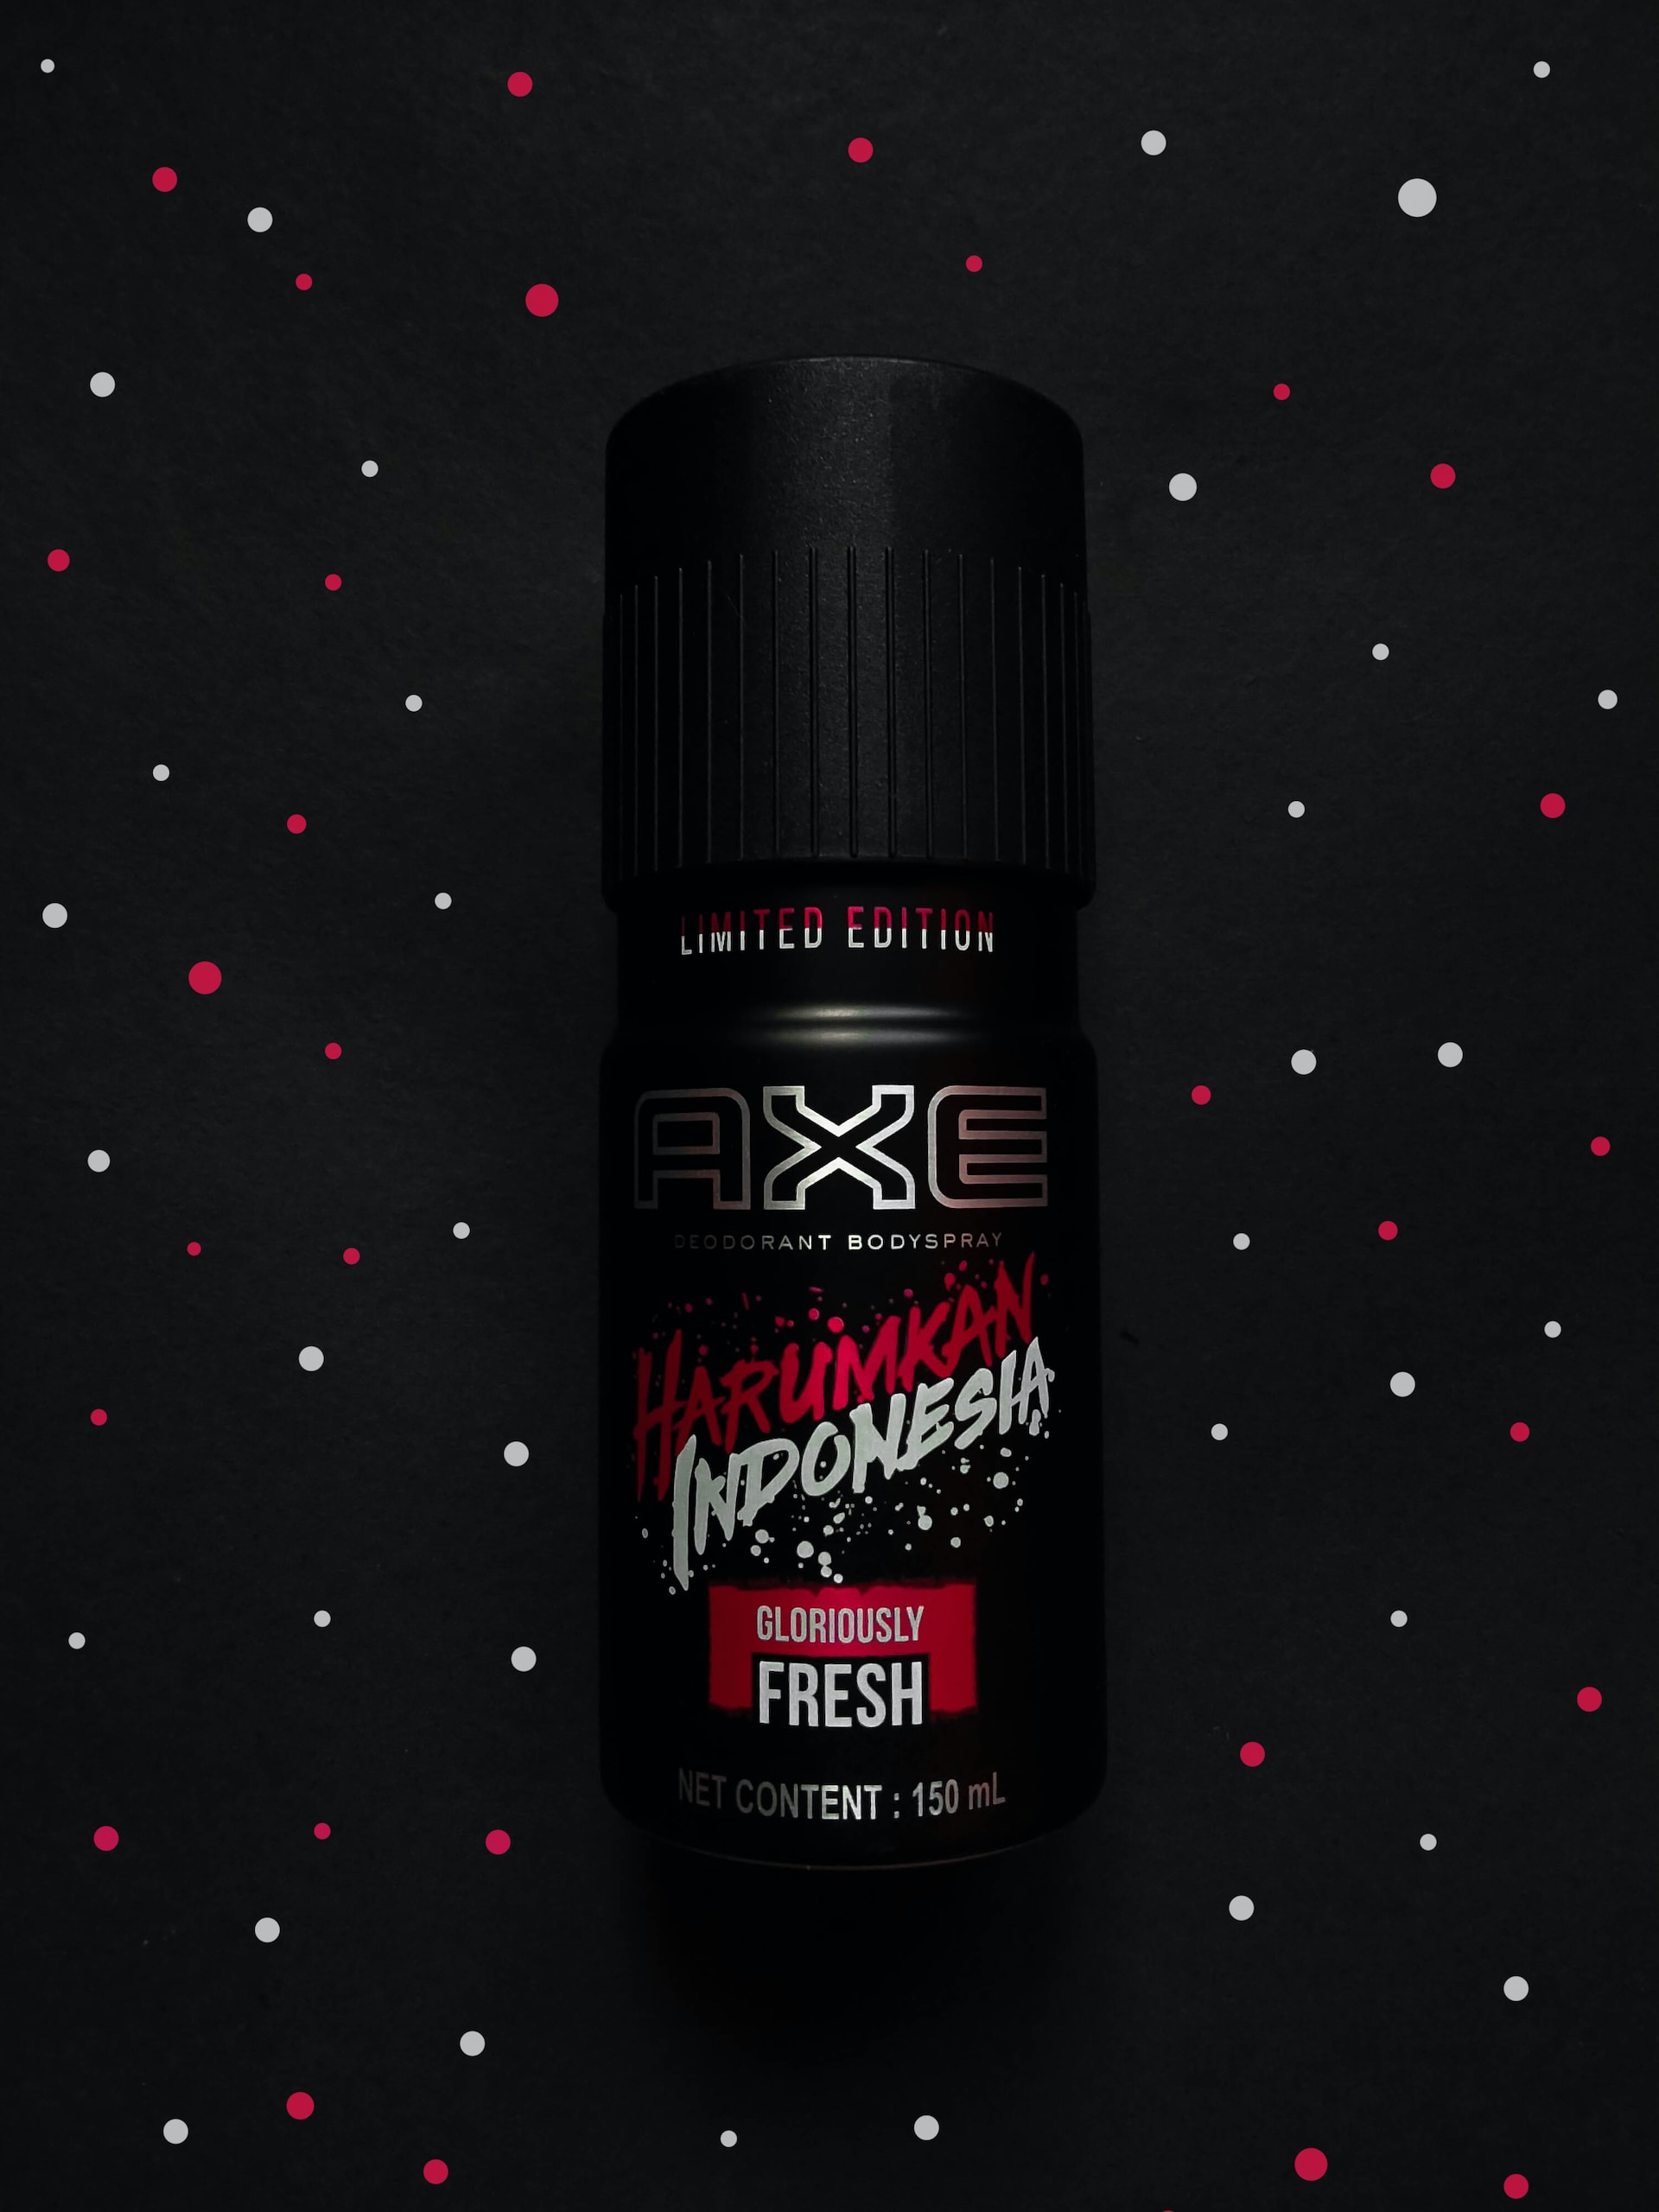 LIMITED EDITION
AXE
DEODORANT BODYSPRAY
HARUMKAN
INDONESIA
GLORIOUSLY
FRESH
NET CONTENT : 150 mL